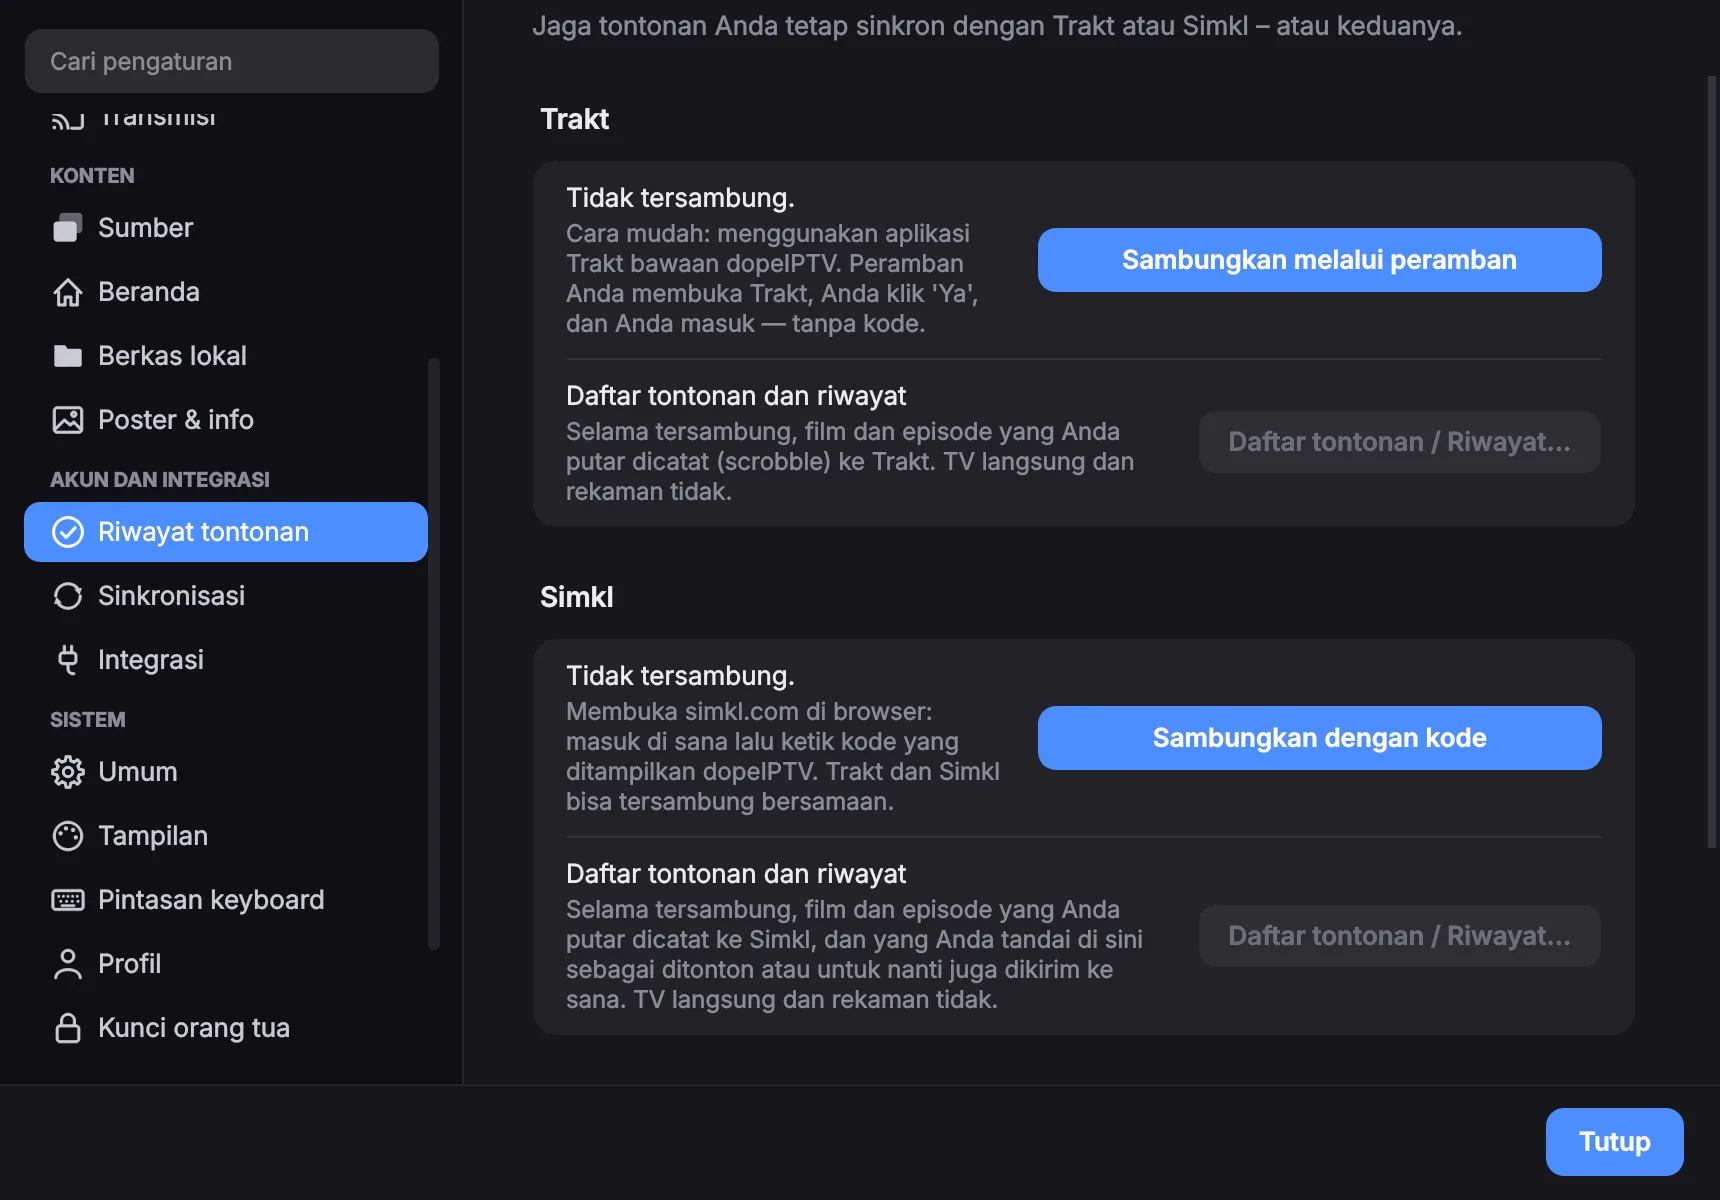 Cari pengaturan
Transmisi
KONTEN
Sumber
Beranda
Berkas lokal
Poster & info
AKUN DAN INTEGRASI
Riwayat tontonan
Sinkronisasi
Integrasi
SISTEM
Umum
Tampilan
Pintasan keyboard
Profil
Kunci orang tua
Jaga tontonan Anda tetap sinkron dengan Trakt atau Simkl – atau keduanya.
Trakt
Tidak tersambung.
Cara mudah: menggunakan aplikasi
Trakt bawaan dopeIPTV. Peramban
Anda membuka Trakt, Anda klik 'Ya',
dan Anda masuk — tanpa kode.
Sambungkan melalui peramban
Daftar tontonan dan riwayat
Selama tersambung, film dan episode yang Anda
putar dicatat (scrobble) ke Trakt. TV langsung dan
rekaman tidak.
Daftar tontonan / Riwayat...
Simkl
Tidak tersambung.
Membuka simkl.com di browser:
masuk di sana lalu ketik kode yang
ditampilkan dopeIPTV. Trakt dan Simkl
bisa tersambung bersamaan.
Sambungkan dengan kode
Daftar tontonan dan riwayat
Selama tersambung, film dan episode yang Anda
putar dicatat ke Simkl, dan yang Anda tandai di sini
sebagai ditonton atau untuk nanti juga dikirim ke
sana. TV langsung dan rekaman tidak.
Daftar tontonan / Riwayat...
Tutup